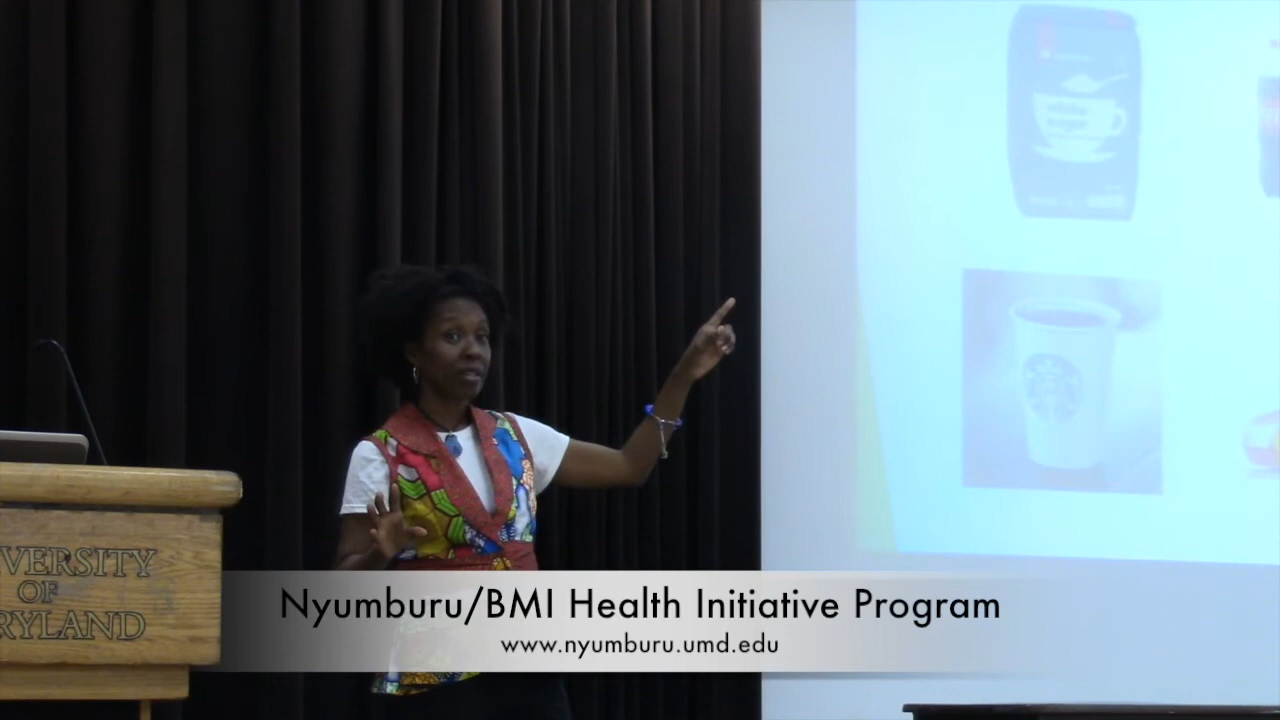 VERSITY
OF
RYLAND
Nyumburu/BMI Health Initiative Program
www.nyumburu.umd.edu